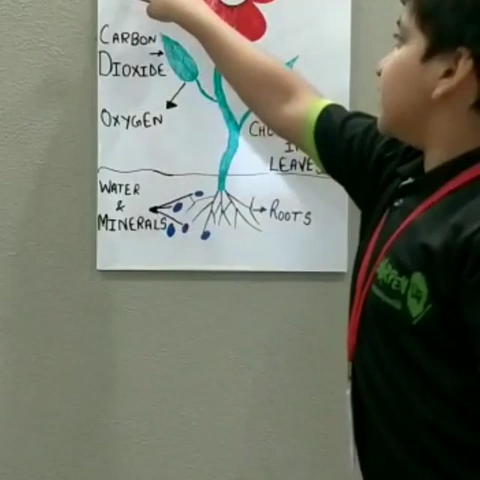 CARBON
DIOXIDE
OXYGEN
LEAVES
WATER
&
MINERALS
ROOTS